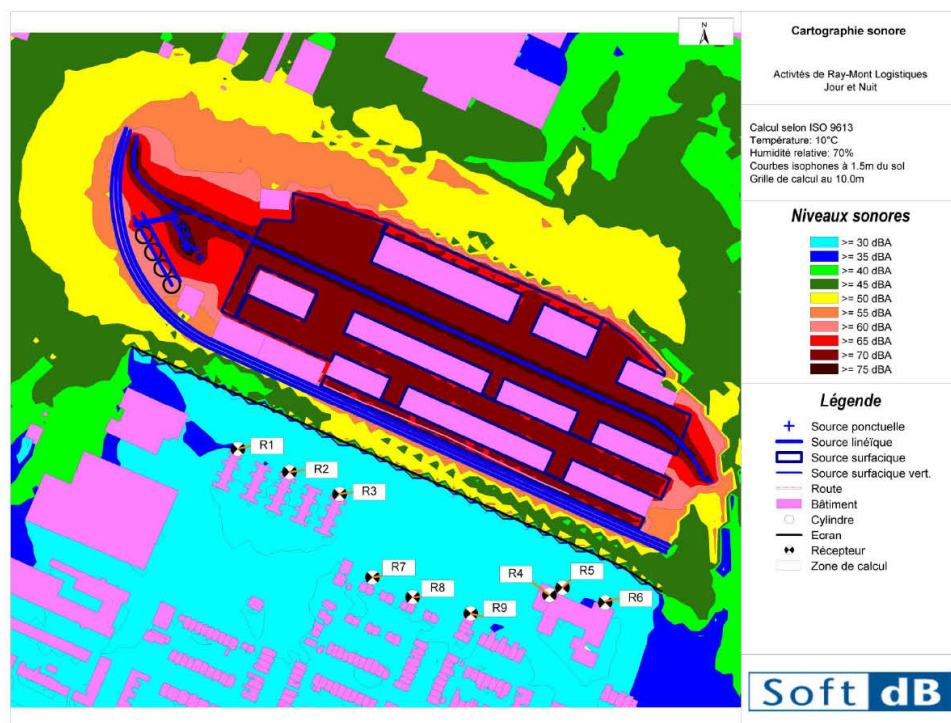 N
Cartographie sonore
Activtés de Ray-Mont Logistiques
Jour et Nuit
Calcul selon ISO 9613
Température: 10°C
Humidité relative: 70%
Courbes isophones à 1.5m du sol
Grille de calcul au 10.0m
Niveaux sonores
>= 30 dBA
>= 35 dBA
>= 40 dBA
>= 45 dBA
>= 50 dBA
>= 55 dBA
>= 60 dBA
>= 65 dBA
>= 70 dBA
>= 75 dBA
Légende
Source ponctuelle
Source linéïque
Source surfacique
Source surfacique vert.
Route
Bâtiment
Cylindre
Ecran
Récepteur
Zone de calcul
Soft dB
R1
R2
R3
R7
R8
R9
R4
R5
R6